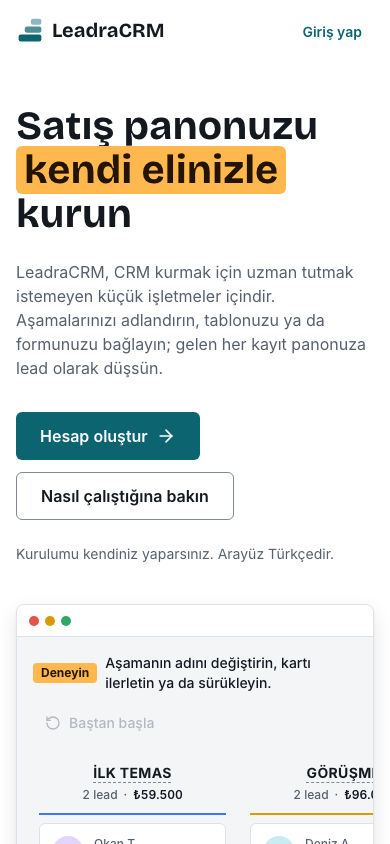 LeadraCRM
Giriş yap
Satış panonuzu
kendi elinizle
kurun
LeadraCRM, CRM kurmak için uzman tutmak
istemeyen küçük işletmeler içindir.
Aşamalarınızı adlandırın, tablonuzu ya da
formunuzu bağlayın; gelen her kayıt panonuza
lead olarak düşsün.
Hesap oluştur
Nasıl çalıştığına bakın
Kurulumu kendiniz yaparsınız. Arayüz Türkçedir.
Deneyin
Aşamanın adını değiştirin, kartı
ilerletin ya da sürükleyin.
Baştan başla
İLK TEMAS
2 lead · ₺59.500
GÖRÜŞM
2 lead · ₺96.0
Okan T
Deniz A